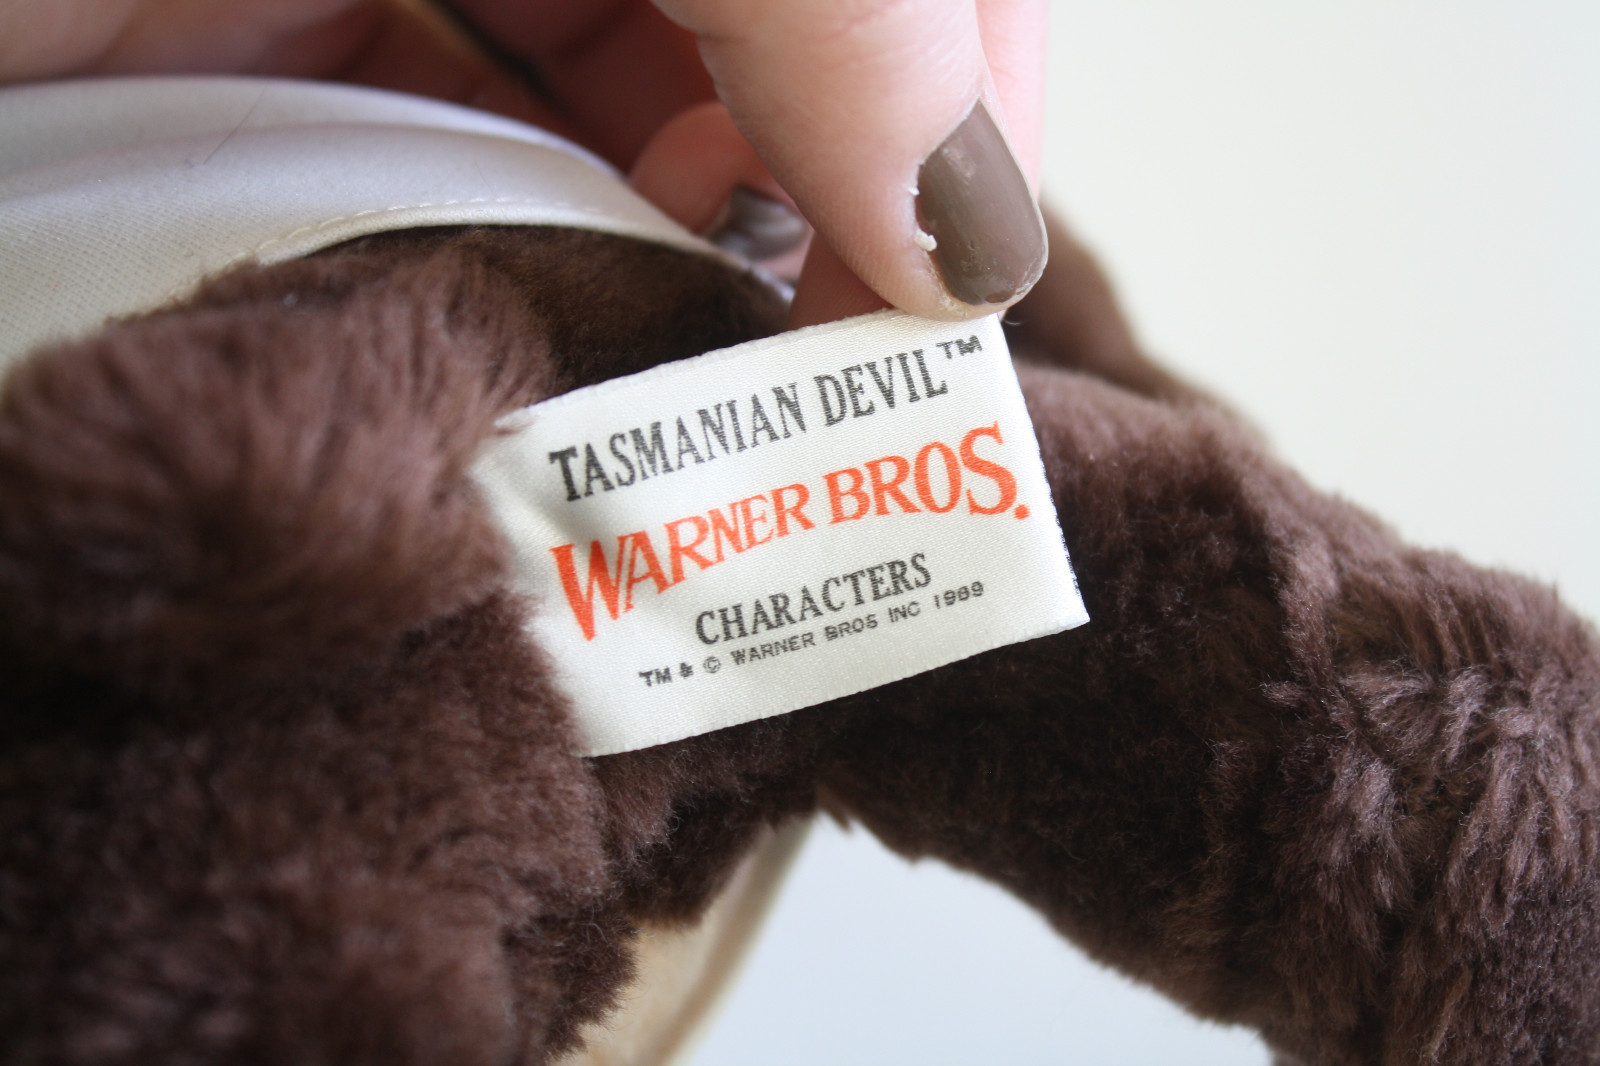 TASMANIAN DEVIL™
WARNER BROS.
CHARACTERS
TM & © WARNER BROS INC 1989